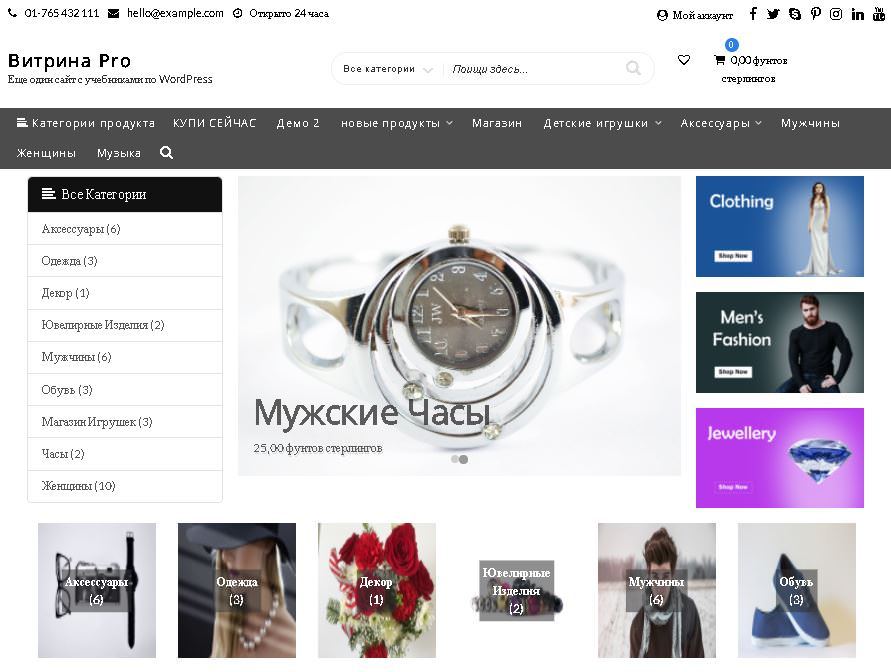 01-765 432 111 hello@example.com Открыто 24 часа Мой аккаунт
0
Витрина Pro
Еще один сайт с учебниками по WordPress
Все категории Поищи здесь...
0,00 фунтов
стерлингов
Категории продукта КУПИ СЕЙЧАС Демо 2 новые продукты Магазин Детские игрушки Аксессуары Мужчины
Женщины Музыка
Все Категории
Аксессуары (6)
Одежда (3)
Декор (1)
Ювелирные Изделия (2)
Мужчины (6)
Обувь (3)
Магазин Игрушек (3)
Часы (2)
Женщины (10)
JW
Мужские Часы
25,00 фунтов стерлингов
Clothing
Shop Now
Men's
Fashion
Shop Now
Jewellery
Shop Now
Аксессуары
(6)
Одежда
(3)
Декор
(1)
Ювелирные
Изделия
(2)
Мужчины
(6)
Обувь
(3)